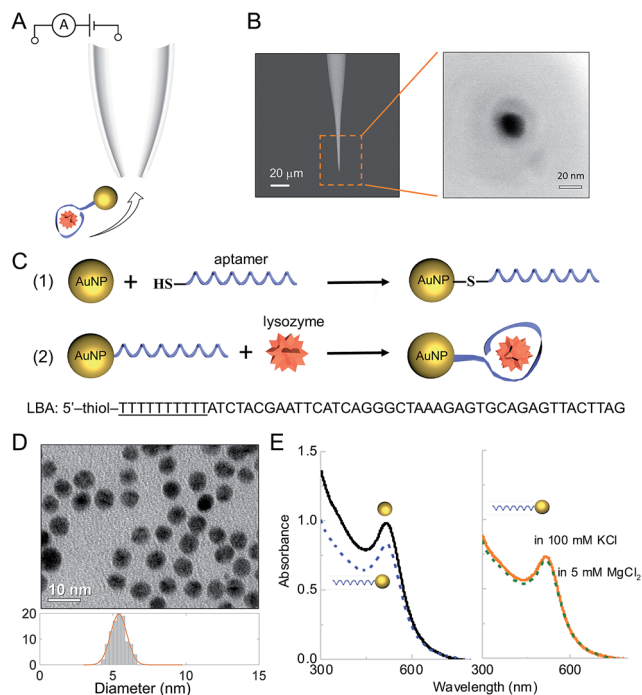 A
A
B
20 μm
20 nm
C
(1)
AuNP
+
HS
aptamer
AuNP
S
(2)
AuNP
+
lysozyme
AuNP
LBA: 5'–thiol–TTTTTTTTTTATCTACGAATTCATCAGGGCTAAAGAGTGCAGAGTTACTTAG
D
10 nm
20
10
0
0 5 10 15
Diameter (nm)
E
1.5
1.0
0.5
0.0
Absorbance
in 100 mM KCl
in 5 mM MgCl2
300 600 300 600
Wavelength (nm)